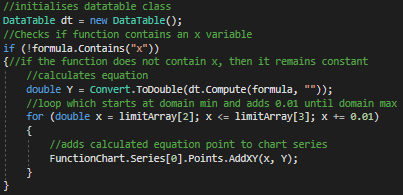 //initialises datatable class
DataTable dt = new DataTable();
//Checks if function contains an x variable
if (!formula.Contains("x"))
{//if the function does not contain x, then it remains constant
//calculates equation
double Y = Convert.ToDouble(dt.Compute(formula, ""));
//loop which starts at domain min and adds 0.01 until domain max
for (double x = limitArray[2]; x <= limitArray[3]; x += 0.01)
{
//adds calculated equation point to chart series
FunctionChart.Series[0].Points.AddXY(x, Y);
}
}